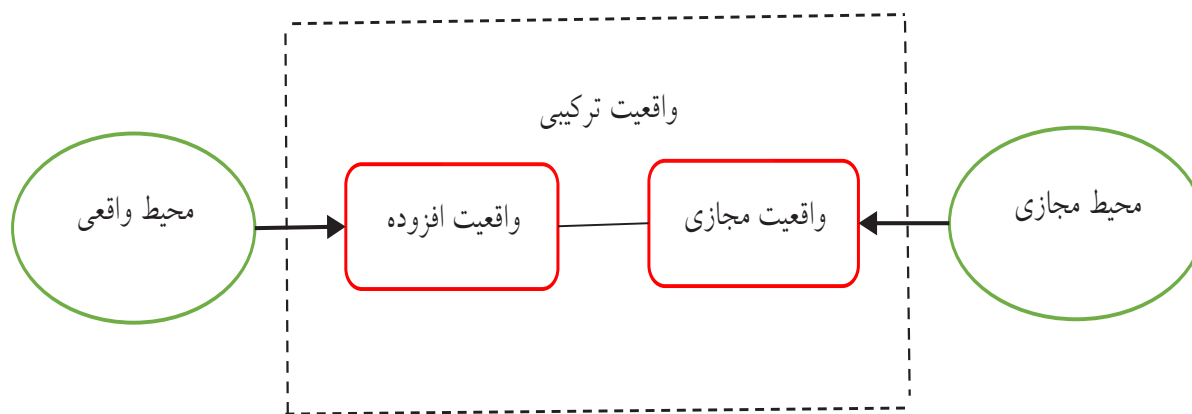 واقعیت ترکیبی
محیط مجازی
واقعیت مجازی
واقعیت افزوده
محیط واقعی